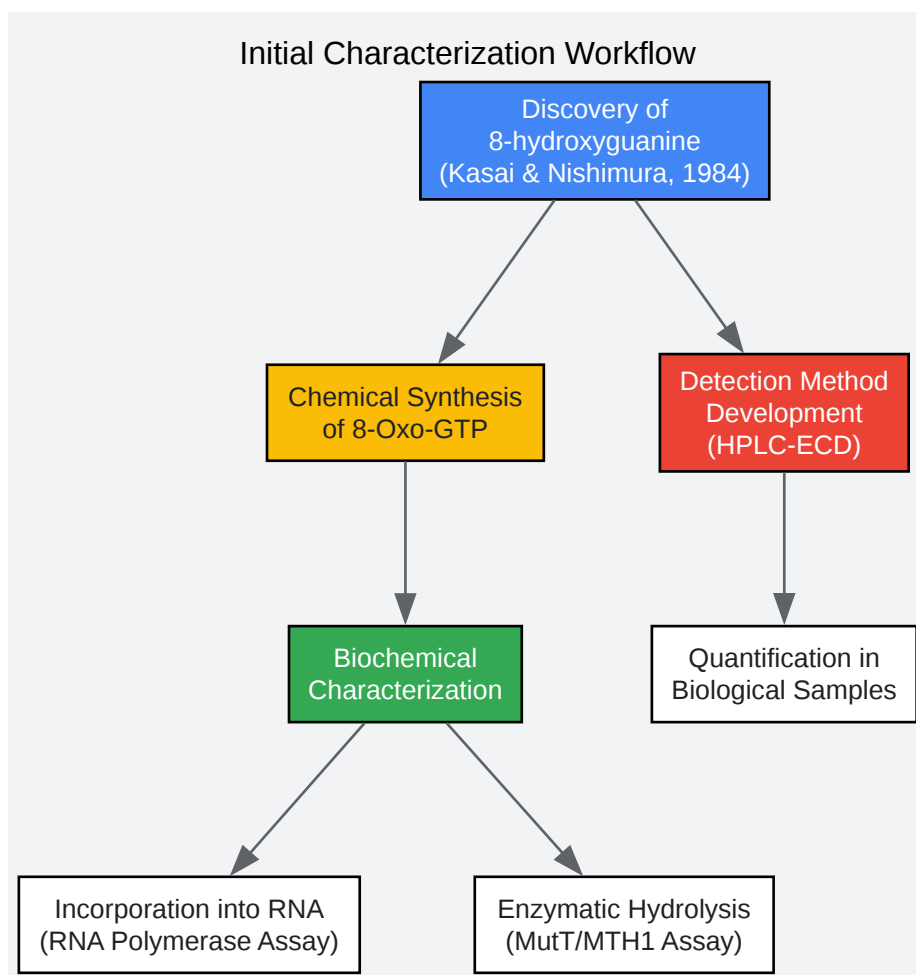 Initial Characterization Workflow
Discovery of
8-hydroxyguanine
(Kasai & Nishimura, 1984)
Chemical Synthesis
of 8-Oxo-GTP
Detection Method
Development
(HPLC-ECD)
Biochemical
Characterization
Quantification in
Biological Samples
Incorporation into RNA
(RNA Polymerase Assay)
Enzymatic Hydrolysis
(MutT/MTH1 Assay)